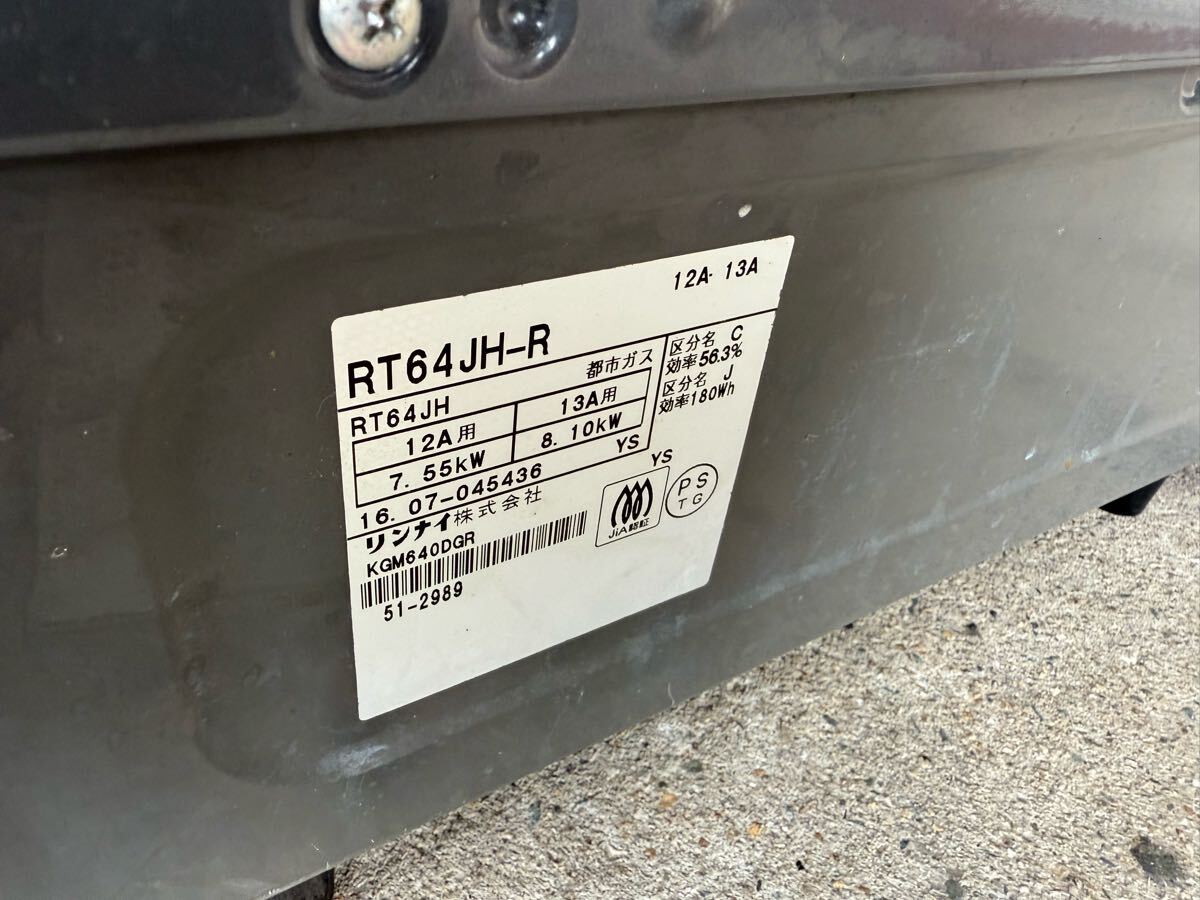 12A・13A
RT64JH-R
都市ガス
RT64JH
12A用 13A用
7.55kW 8.10kW
区分名 C
効率56.3%
区分名 J
効率180Wh
16.07-045436 YS
リンナイ株式会社 YS
KGM640DGR
51-2989
JIA認証
PS
TG